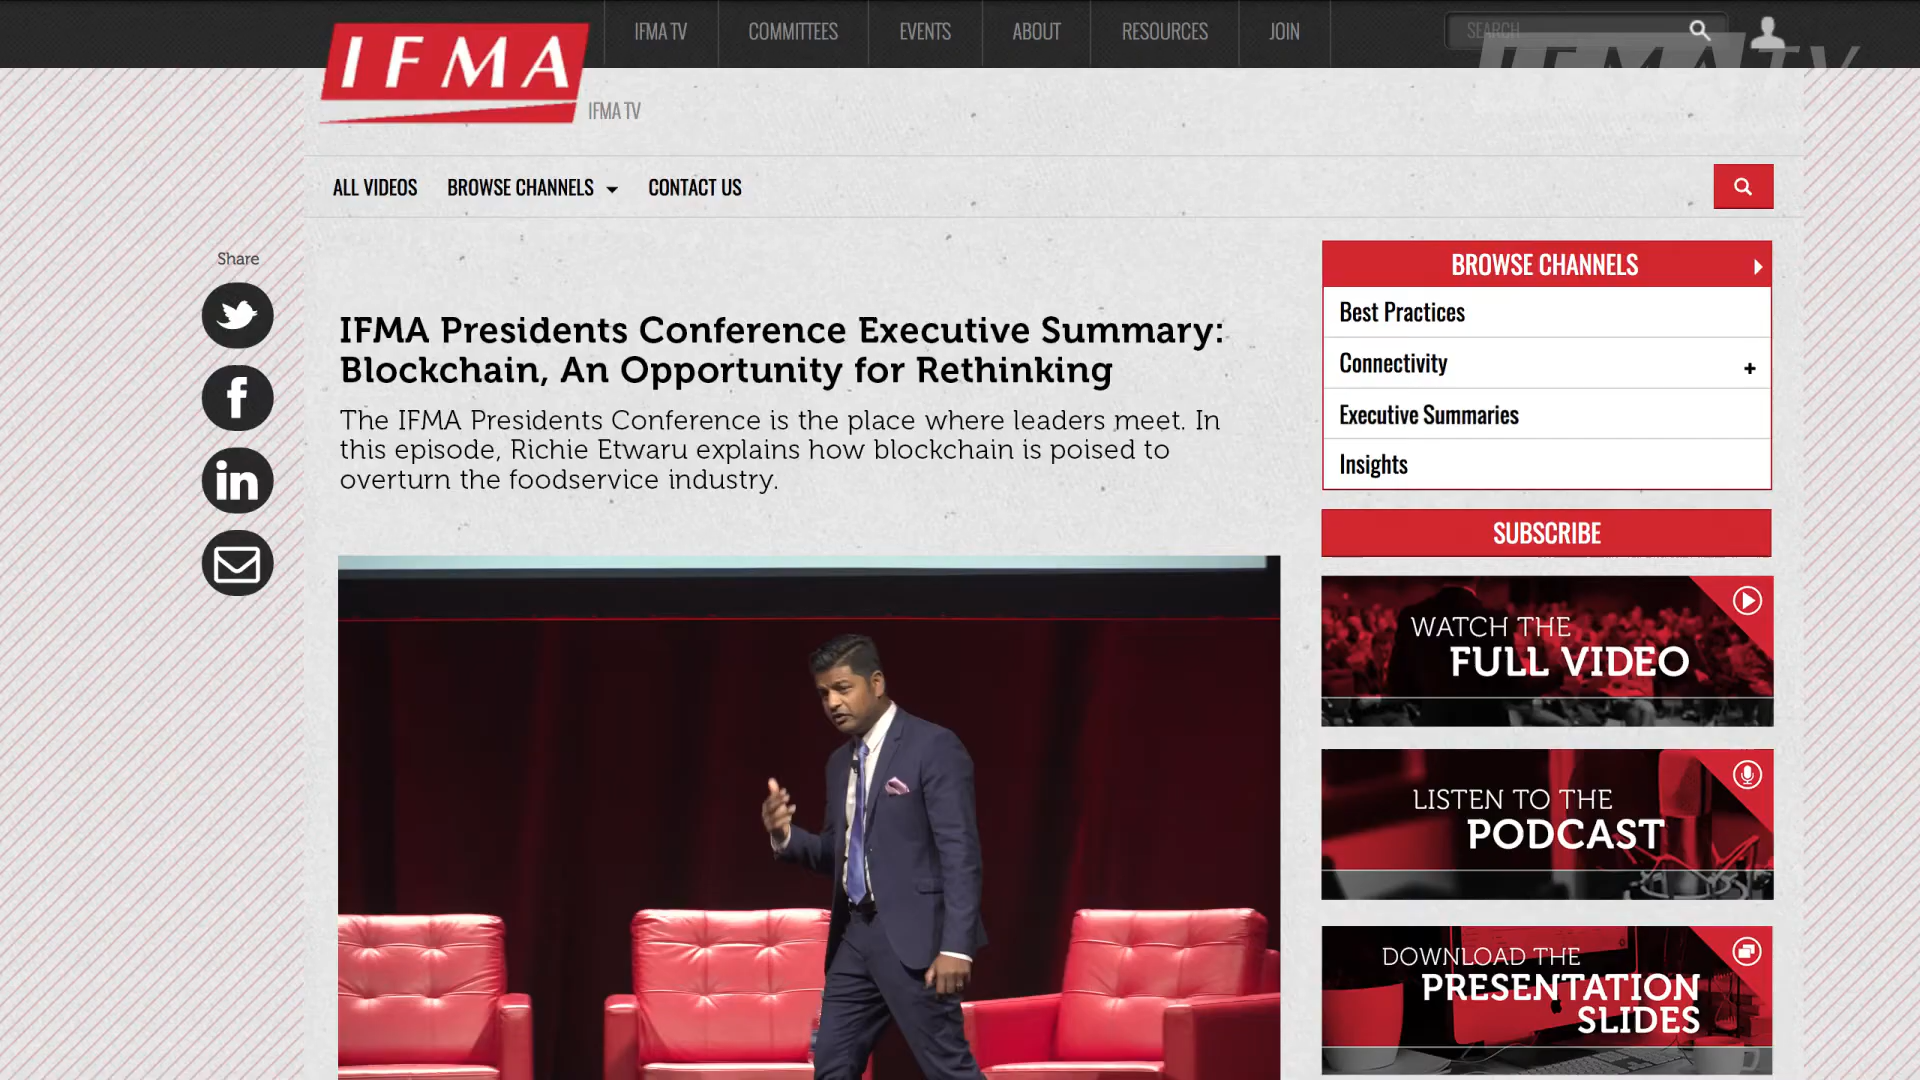 IFMA TV
COMMITTEES
EVENTS
ABOUT
RESOURCES
JOIN
SEARCH
IFMA TV
IFMA
IFMA TV
ALL VIDEOS
BROWSE CHANNELS
CONTACT US
Share
IFMA Presidents Conference Executive Summary:
Blockchain, An Opportunity for Rethinking
The IFMA Presidents Conference is the place where leaders meet. In
this episode, Richie Etwaru explains how blockchain is poised to
overturn the foodservice industry.
BROWSE CHANNELS
Best Practices
Connectivity +
Executive Summaries
Insights
SUBSCRIBE
WATCH THE
FULL VIDEO
LISTEN TO THE
PODCAST
DOWNLOAD THE
PRESENTATION
SLIDES